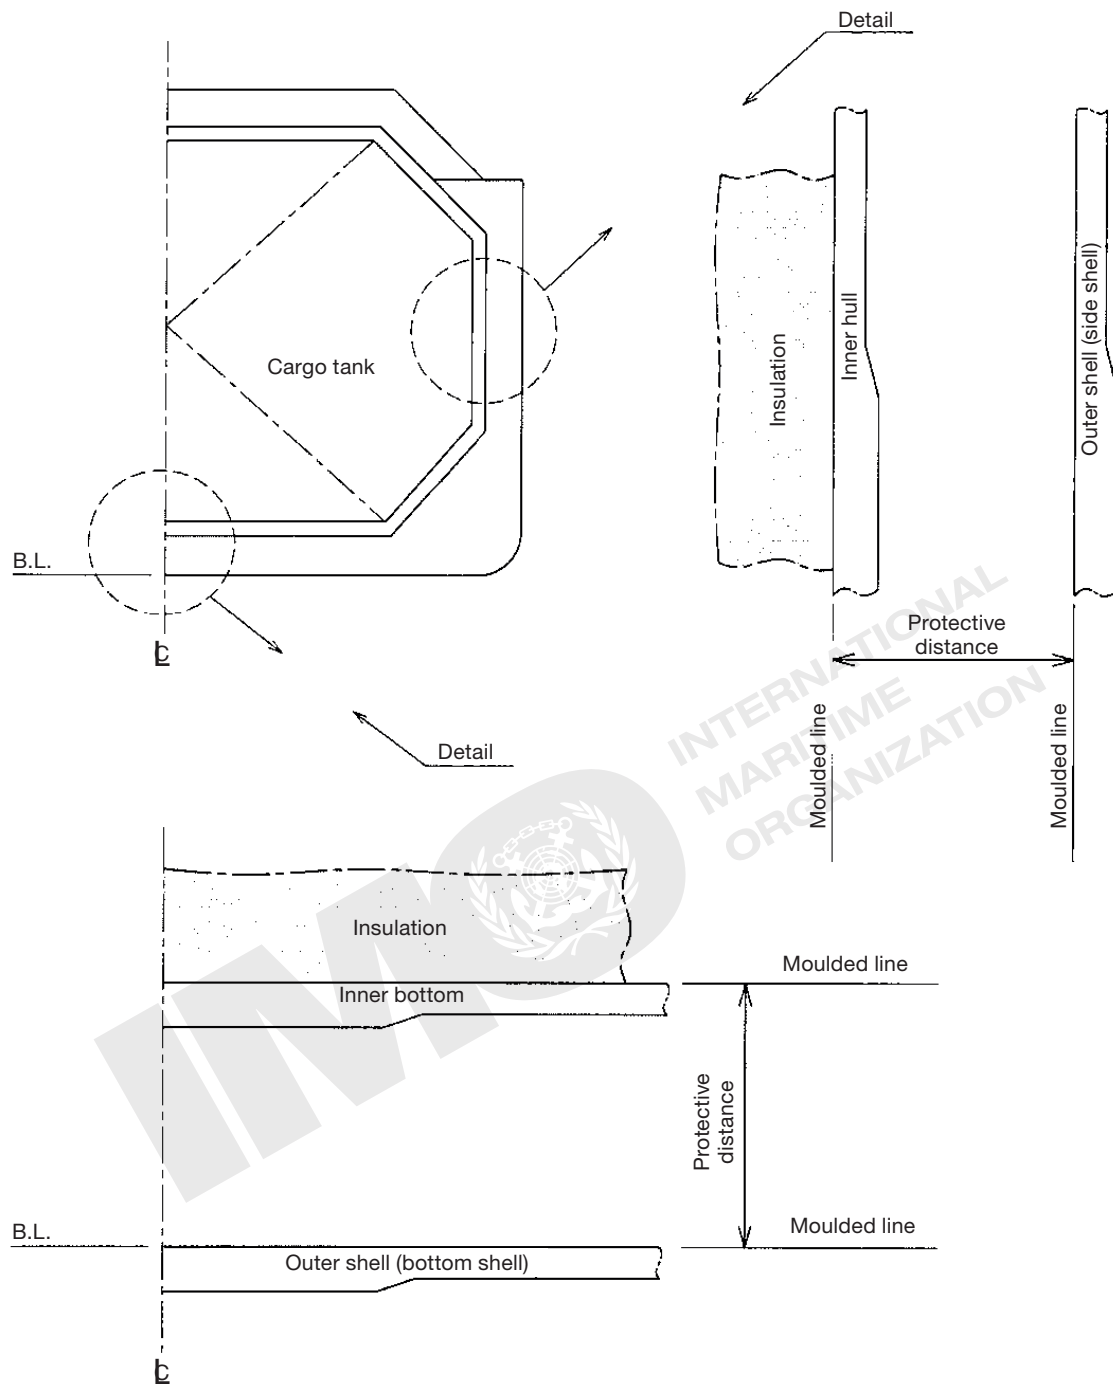 Detail
Cargo tank
B.L.
℄
Insulation
Inner hull
Outer shell (side shell)
Protective
distance
Moulded line
Moulded line
Detail
INTERNATIONAL
MARITIME
ORGANIZATION
IMO
Insulation
Inner bottom
Moulded line
Protective
distance
B.L.
Moulded line
Outer shell (bottom shell)
℄